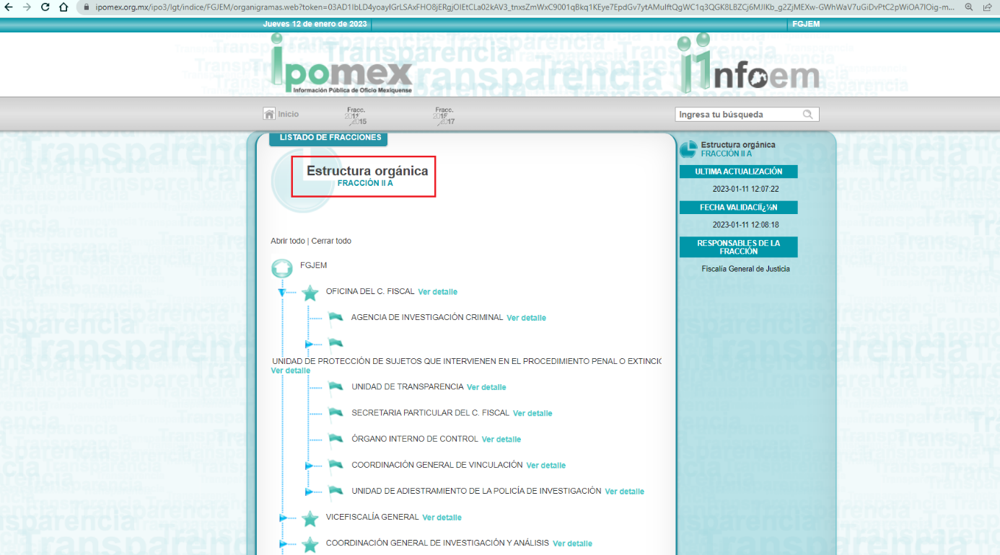 ipomex.org.mx/ipo3/lgt/indice/FGJEM/organigramas.web?token=
Jueves 12 de enero de 2023
FGJEM
ipomex
Información Pública de Oficio Mexiquense
infoem
Inicio
Fracc.
Fracc.
Ingresa tu búsqueda
LISTADO DE FRACCIONES
Estructura orgánica
FRACCIÓN II A
Abrir todo | Cerrar todo
FGJEM
OFICINA DEL C. FISCAL Ver detalle
AGENCIA DE INVESTIGACIÓN CRIMINAL Ver detalle
UNIDAD DE PROTECCIÓN DE SUJETOS QUE INTERVIENEN EN EL PROCEDIMIENTO PENAL O EXTINCI
Ver detalle
UNIDAD DE TRANSPARENCIA Ver detalle
SECRETARIA PARTICULAR DEL C. FISCAL Ver detalle
ÓRGANO INTERNO DE CONTROL Ver detalle
COORDINACIÓN GENERAL DE VINCULACIÓN Ver detalle
UNIDAD DE ADIESTRAMIENTO DE LA POLICÍA DE INVESTIGACIÓN Ver detalle
VICEFISCALÍA GENERAL Ver detalle
COORDINACIÓN GENERAL DE INVESTIGACIÓN Y ANÁLISIS Ver detalle
Estructura orgánica
FRACCIÓN II A
ULTIMA ACTUALIZACIÓN
2023-01-11 12:07:22
FECHA VALIDACIÏ¿½N
2023-01-11 12:08:18
RESPONSABLES DE LA
FRACCIÓN
Fiscalía General de Justicia